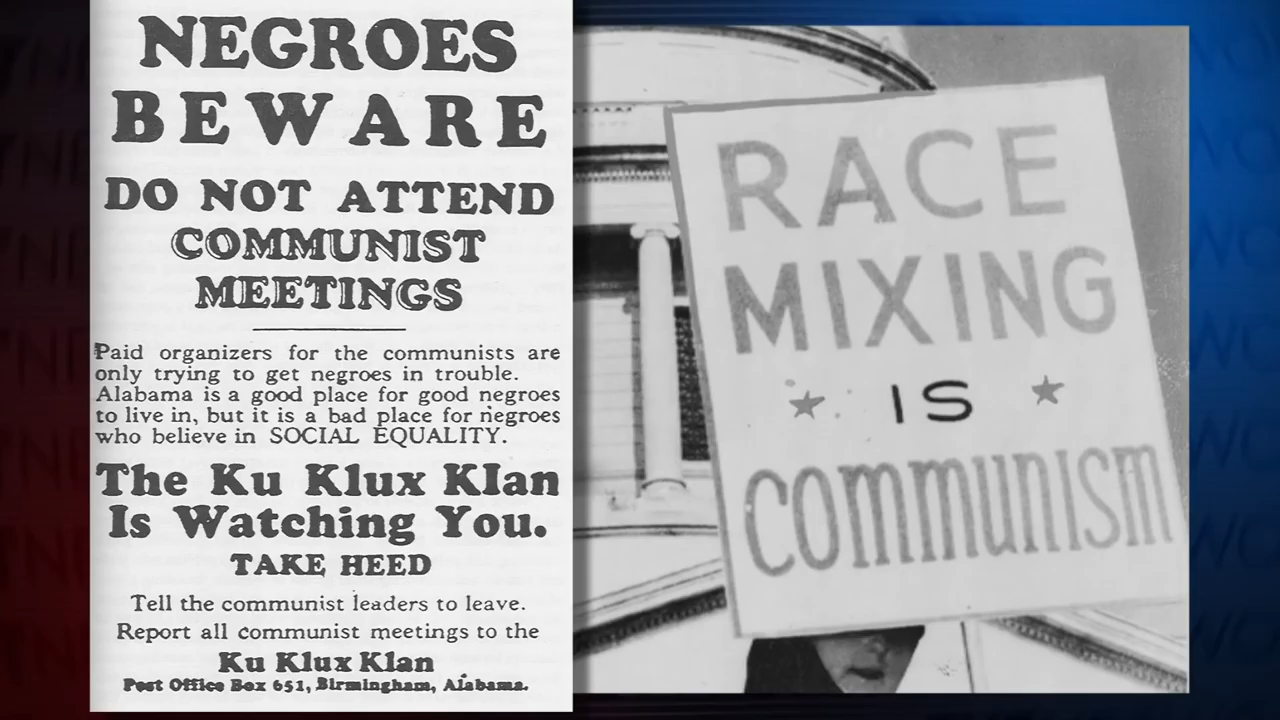 NEGROES
BEWARE
DO NOT ATTEND
COMMUNIST
MEETINGS
Paid organizers for the communists are
only trying to get negroes in trouble.
Alabama is a good place for good negroes
to live in, but it is a bad place for negroes
who believe in SOCIAL EQUALITY.
The Ku Klux Klan
Is Watching You.
TAKE HEED
Tell the communist leaders to leave.
Report all communist meetings to the
Ku Klux Klan
Post Office Box 651, Birmingham, Alabama.
RACE
MIXING
IS
COMMUNISM